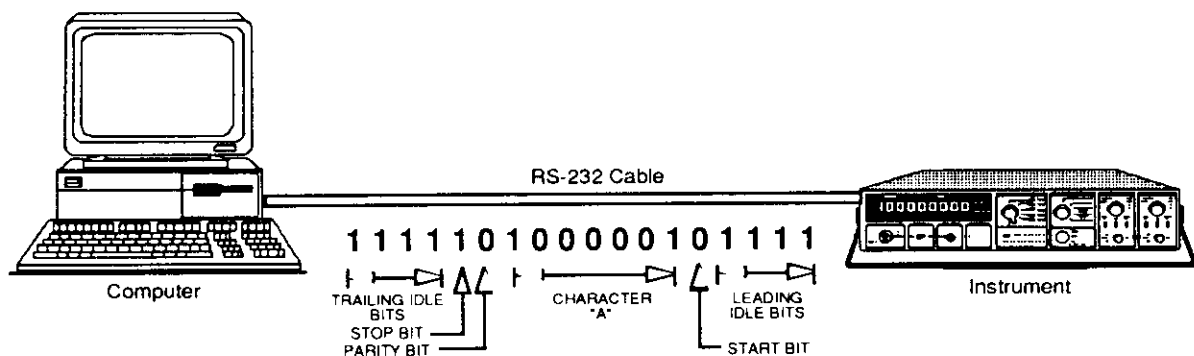 RS-232 Cable
1 1 1 1 1 0 1 0 0 0 0 0 1 0 1 1 1 1
Computer
TRAILING IDLE
BITS
STOP BIT
PARITY BIT
CHARACTER
"A"
LEADING
IDLE BITS
START BIT
Instrument